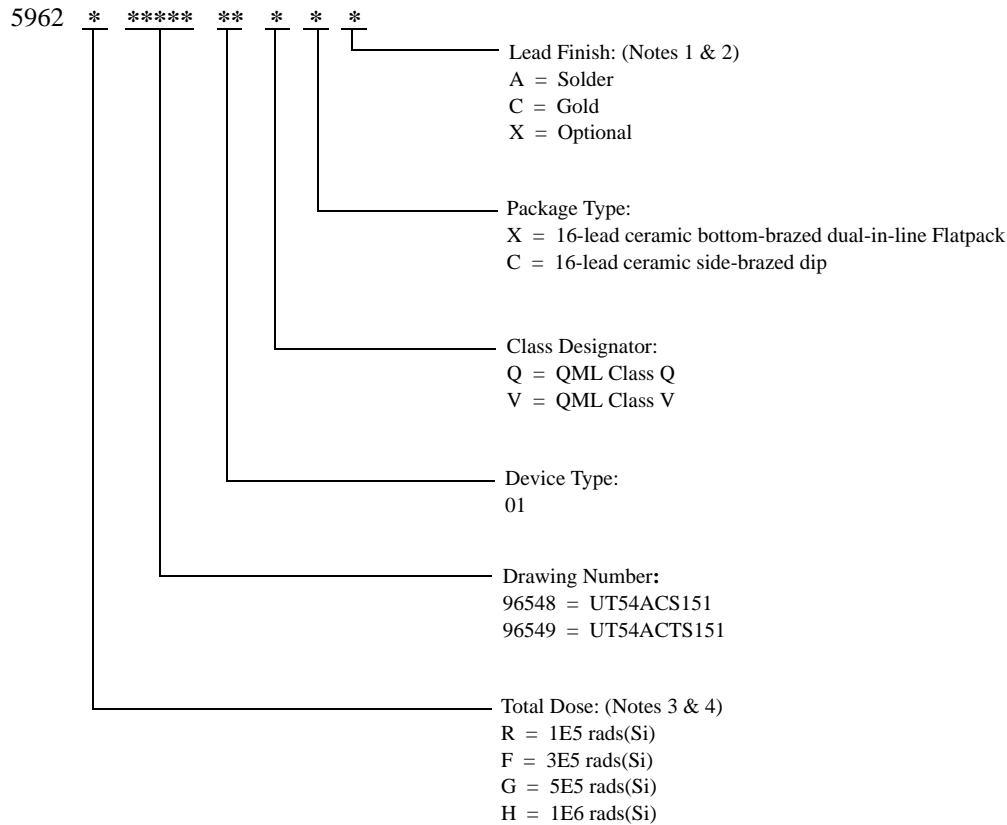 5962 * ***** ** * * *
Lead Finish: (Notes 1 & 2)
A = Solder
C = Gold
X = Optional
Package Type:
X = 16-lead ceramic bottom-brazed dual-in-line Flatpack
C = 16-lead ceramic side-brazed dip
Class Designator:
Q = QML Class Q
V = QML Class V
Device Type:
01
Drawing Number:
96548 = UT54ACS151
96549 = UT54ACTS151
Total Dose: (Notes 3 & 4)
R = 1E5 rads(Si)
F = 3E5 rads(Si)
G = 5E5 rads(Si)
H = 1E6 rads(Si)